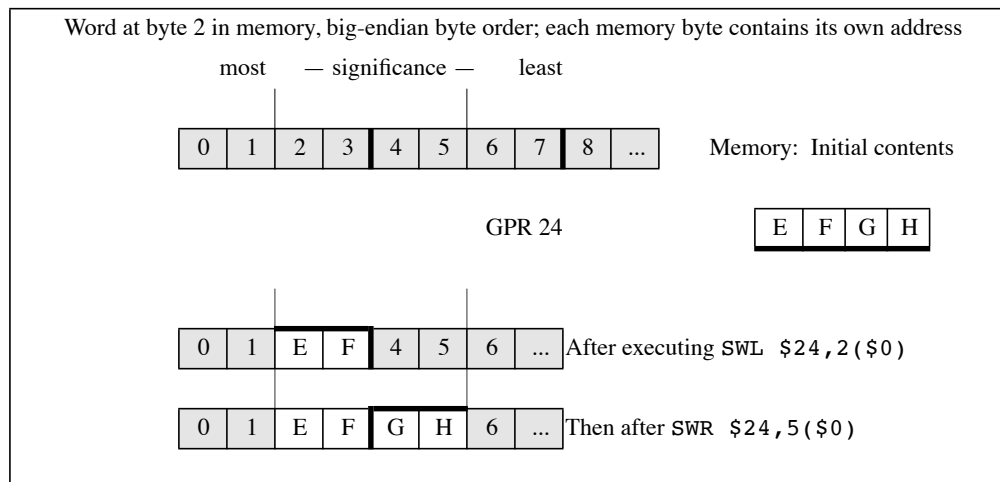 Word at byte 2 in memory, big-endian byte order; each memory byte contains its own address
most — significance — least
0 1 2 3 4 5 6 7 8 ... Memory: Initial contents
GPR 24 E F G H
0 1 E F 4 5 6 ... After executing SWL $24,2($0)
0 1 E F G H 6 ... Then after SWR $24,5($0)